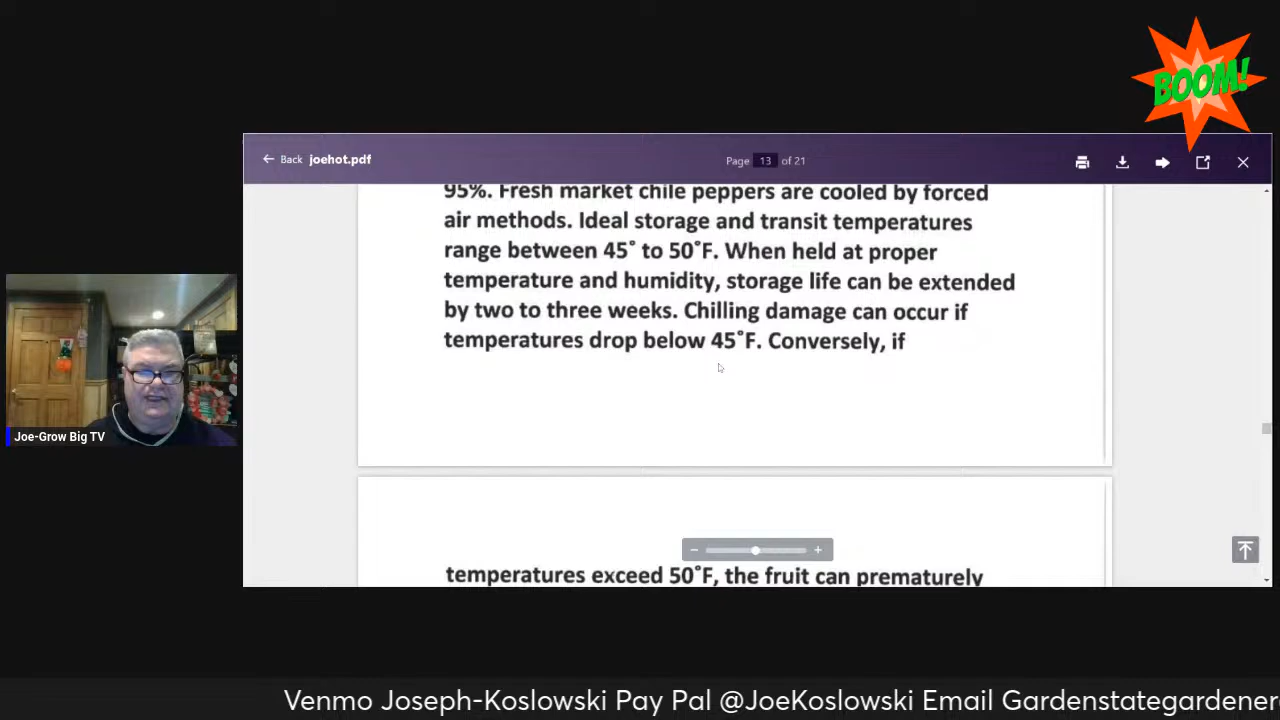 BOOM!
Back joehot.pdf
Page 13 of 21
95%. Fresh market chile peppers are cooled by forced
air methods. Ideal storage and transit temperatures
range between 45˚ to 50˚F. When held at proper
temperature and humidity, storage life can be extended
by two to three weeks. Chilling damage can occur if
temperatures drop below 45˚F. Conversely, if
temperatures exceed 50˚F, the fruit can prematurely
Joe-Grow Big TV
Venmo Joseph-Koslowski Pay Pal @JoeKoslowski Email Gardenstategardener